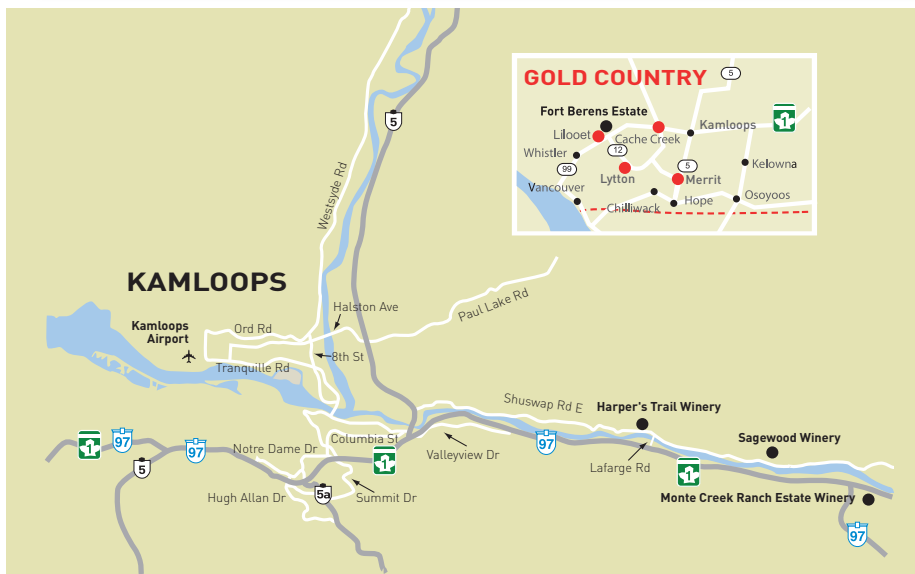 GOLD COUNTRY
5
Fort Berens Estate
1
Kamloops
Lilooet
Cache Creek
12
Whistler
5
Kelowna
99
Lytton
Merrit
Vancouver
Chilliwack
Hope
Osoyoos
5
Westsyde Rd
KAMLOOPS
Paul Lake Rd
Halston Ave
Kamloops
Airport
Ord Rd
8th St
Tranquille Rd
Shuswap Rd E
Harper's Trail Winery
Columbia St
Sagewood Winery
1
97
97
Notre Dame Dr
1
Valleyview Dr
97
Lafarge Rd
5
1
Hugh Allan Dr
5a
Summit Dr
Monte Creek Ranch Estate Winery
97